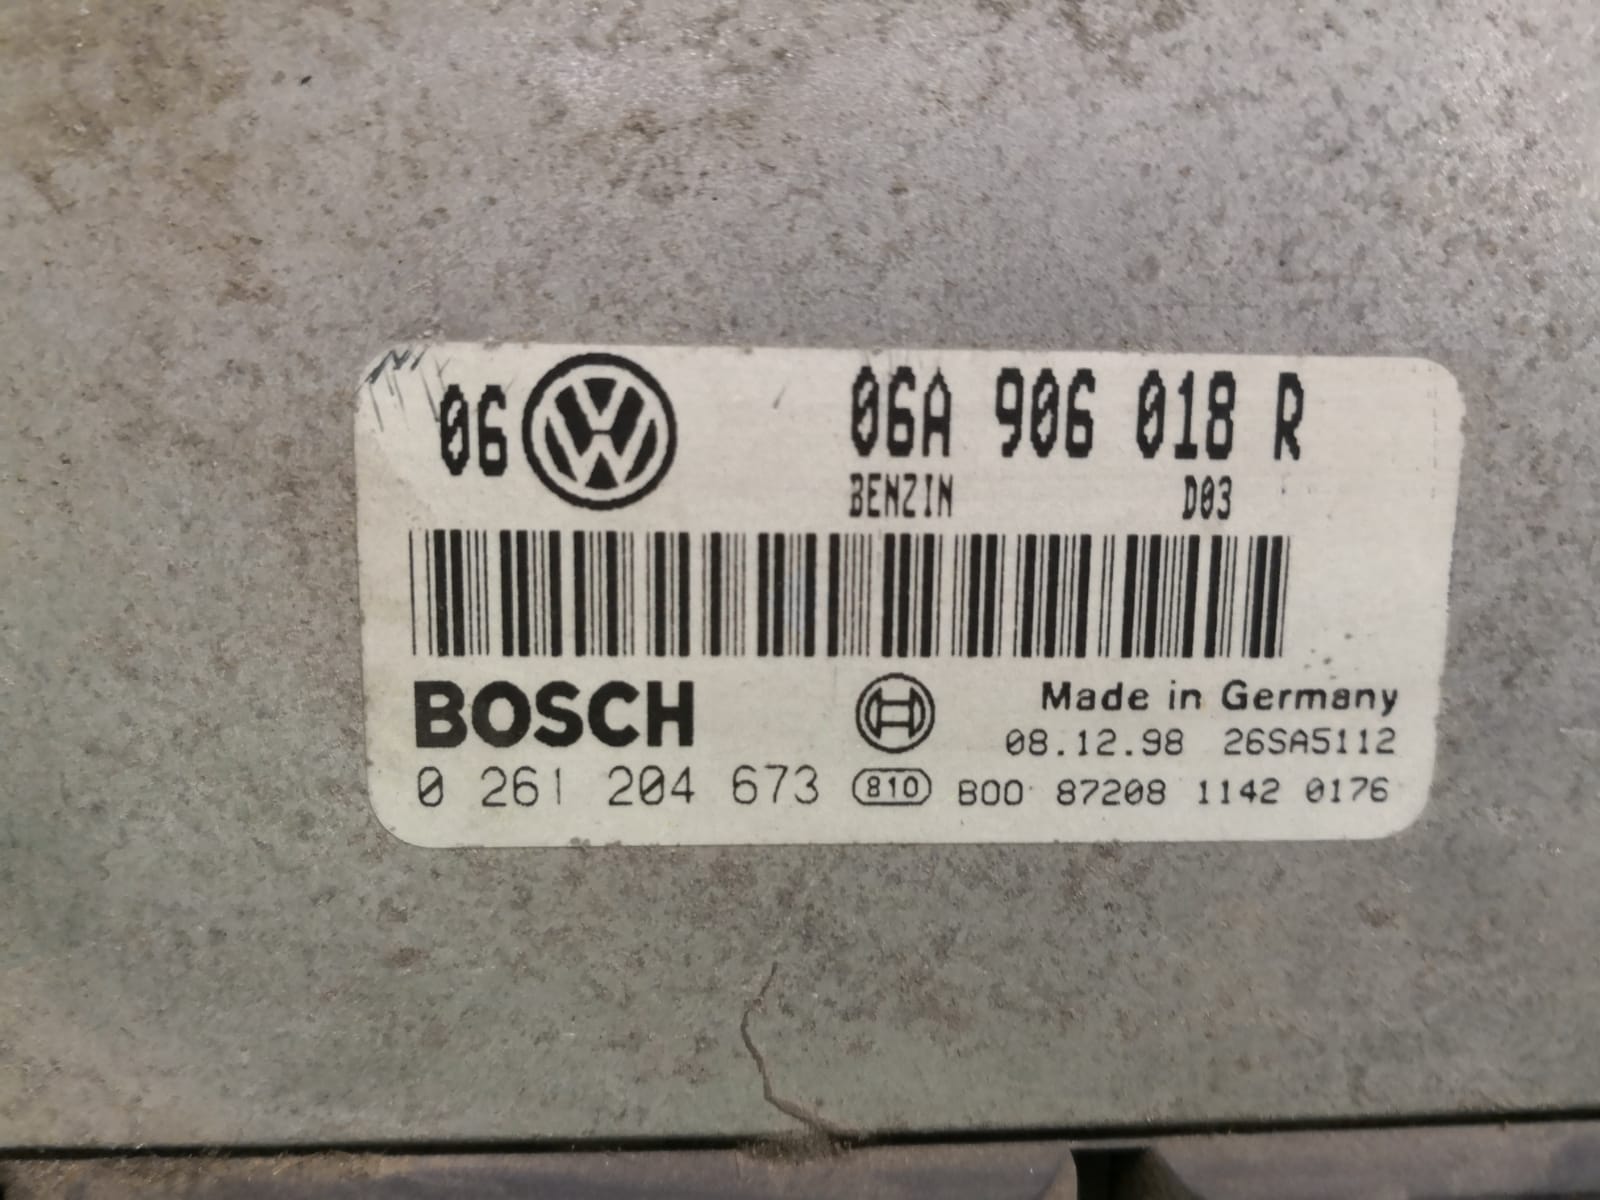 06 VW 06A 906 018 R
BENZIN D03
BOSCH Made in Germany
08.12.98 26SA5112
0 261 204 673 810 B00 87208 1142 0176